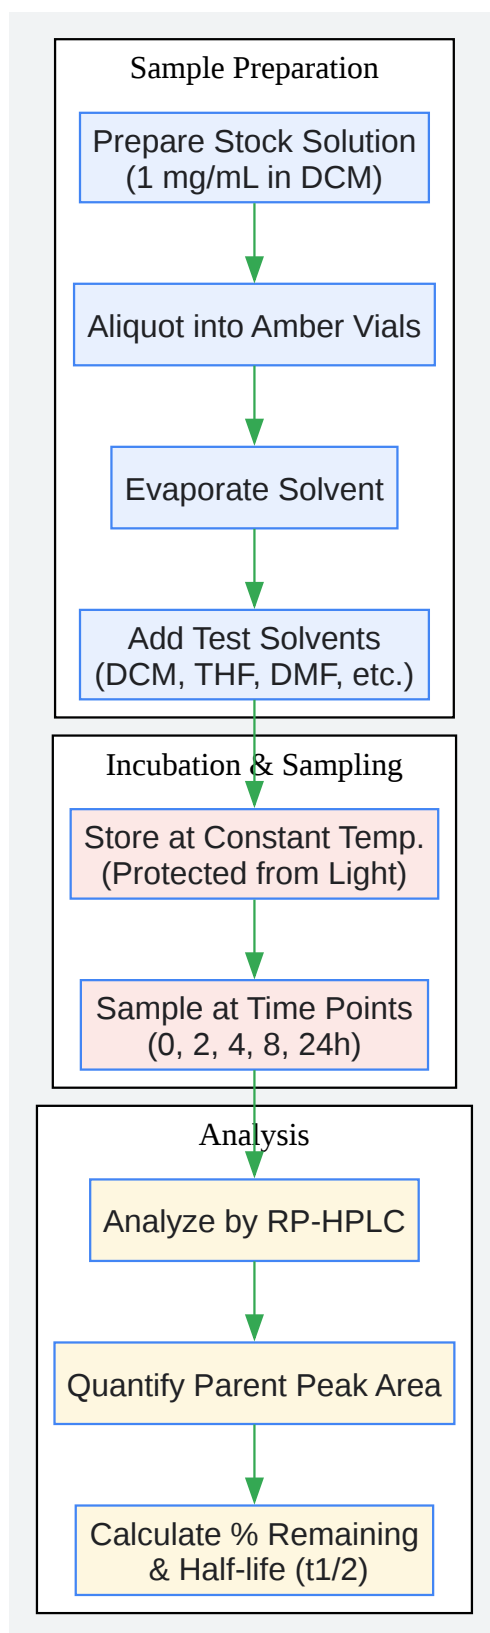 Sample Preparation
Prepare Stock Solution
(1 mg/mL in DCM)
Aliquot into Amber Vials
Evaporate Solvent
Add Test Solvents
(DCM, THF, DMF, etc.)
Incubation & Sampling
Store at Constant Temp.
(Protected from Light)
Sample at Time Points
(0, 2, 4, 8, 24h)
Analysis
Analyze by RP-HPLC
Quantify Parent Peak Area
Calculate % Remaining
& Half-life (t1/2)